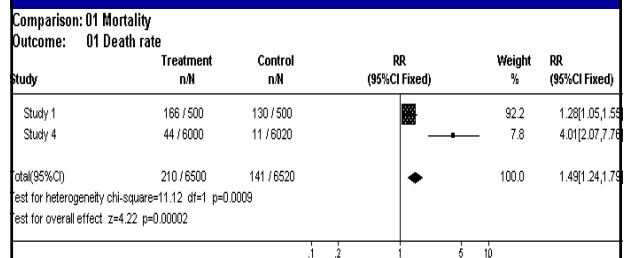 Comparison: 01 Mortality
Outcome: 01 Death rate
Treatment Control RR Weight RR
Study n/N n/N (95%CI Fixed) % (95%CI Fixed)
Study 1 166 / 500 130 / 500 92.2 1.28[1.05,1.55
Study 4 44 / 6000 11 / 6020 7.8 4.01[2.07,7.76
otal(95%CI) 210 / 6500 141 / 6520 100.0 1.49[1.24,1.79
est for heterogeneity chi-square=11.12 df=1 p=0.0009
est for overall effect z=4.22 p=0.00002
.1 .2 1 5 10